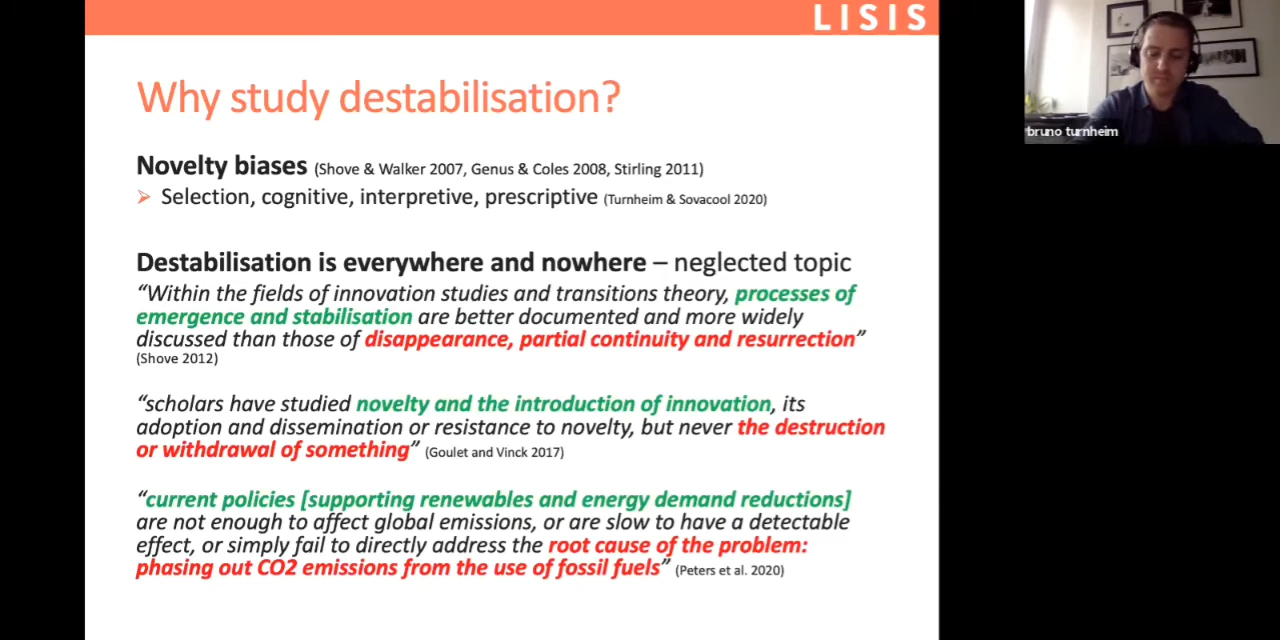 LISIS
bruno turnheim
Why study destabilisation?
Novelty biases (Shove & Walker 2007, Genus & Coles 2008, Stirling 2011)
Selection, cognitive, interpretive, prescriptive (Turnheim & Sovacool 2020)
Destabilisation is everywhere and nowhere – neglected topic
“Within the fields of innovation studies and transitions theory, processes of
emergence and stabilisation are better documented and more widely
discussed than those of disappearance, partial continuity and resurrection”
(Shove 2012)
“scholars have studied novelty and the introduction of innovation, its
adoption and dissemination or resistance to novelty, but never the destruction
or withdrawal of something” (Goulet and Vinck 2017)
“current policies [supporting renewables and energy demand reductions]
are not enough to affect global emissions, or are slow to have a detectable
effect, or simply fail to directly address the root cause of the problem:
phasing out CO2 emissions from the use of fossil fuels” (Peters et al. 2020)